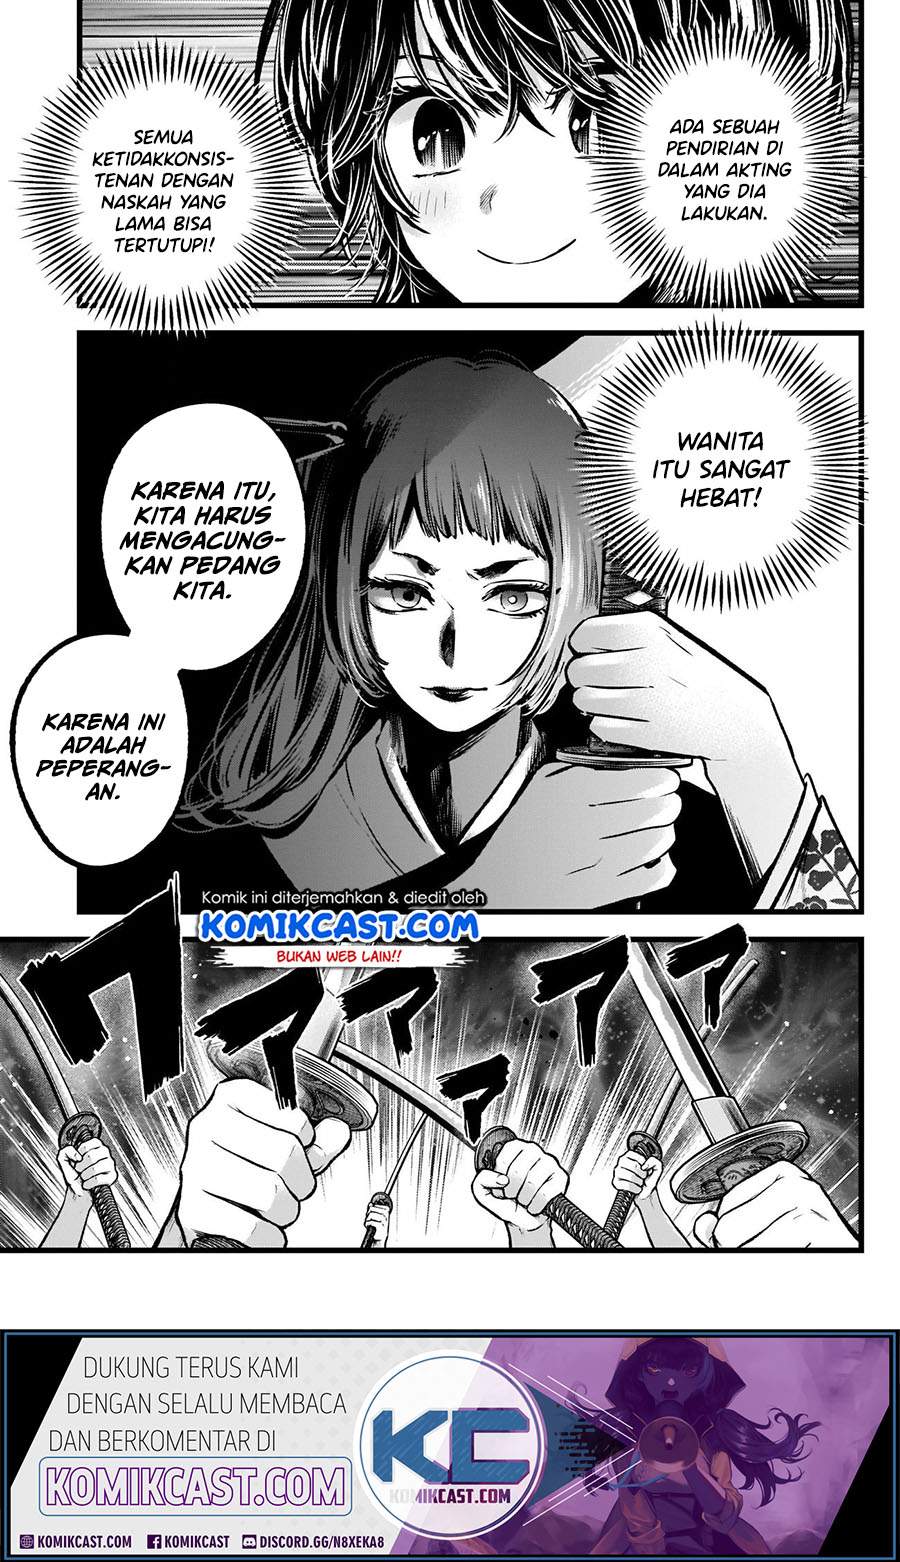 ADA SEBUAH
PENDIRIAN DI
DALAM AKTING
YANG DIA
LAKUKAN.
SEMUA
KETIDAKKONSIS-
TENAN DENGAN
NASKAH YANG
LAMA BISA
TERTUTUPI!
WANITA
ITU SANGAT
HEBAT!
KARENA ITU,
KITA HARUS
MENGACUNG-
KAN PEDANG
KITA.
KARENA INI
ADALAH
PEPERANG-
AN.
Komik ini diterjemahkan & diedit oleh
KOMIKCAST.COM
BUKAN WEB LAIN!!
ワァァァァ
DUKUNG TERUS KAMI
DENGAN SELALU MEMBACA
DAN BERKOMENTAR DI
KOMIKCAST.COM
KC
KOMIKCAST.COM
KOMIKCAST.COM KOMIKCAST.COM DISCORD.GG/N8XEKA8